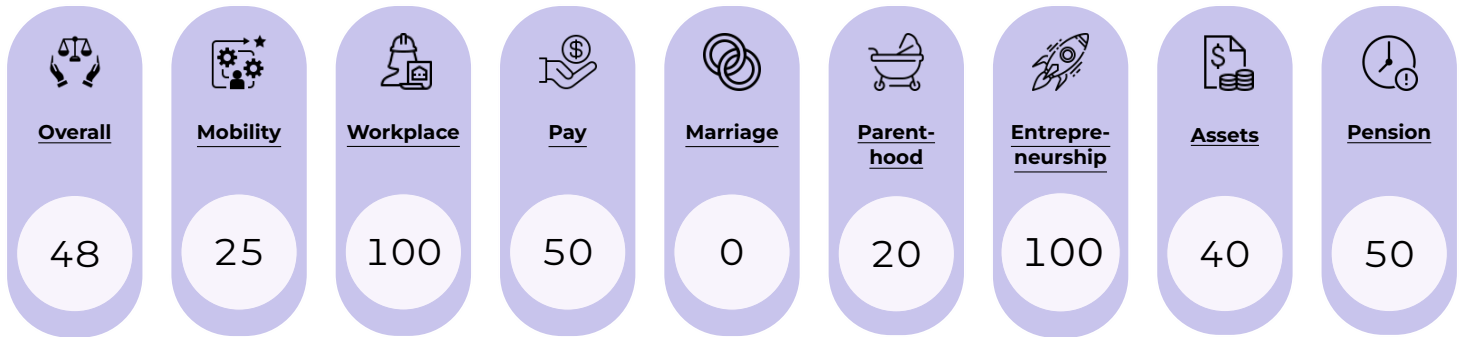 Overall
Mobility
Workplace
Pay
Marriage
Parent-
hood
Entrepre-
neurship
Assets
Pension
48
25
100
50
0
20
100
40
50